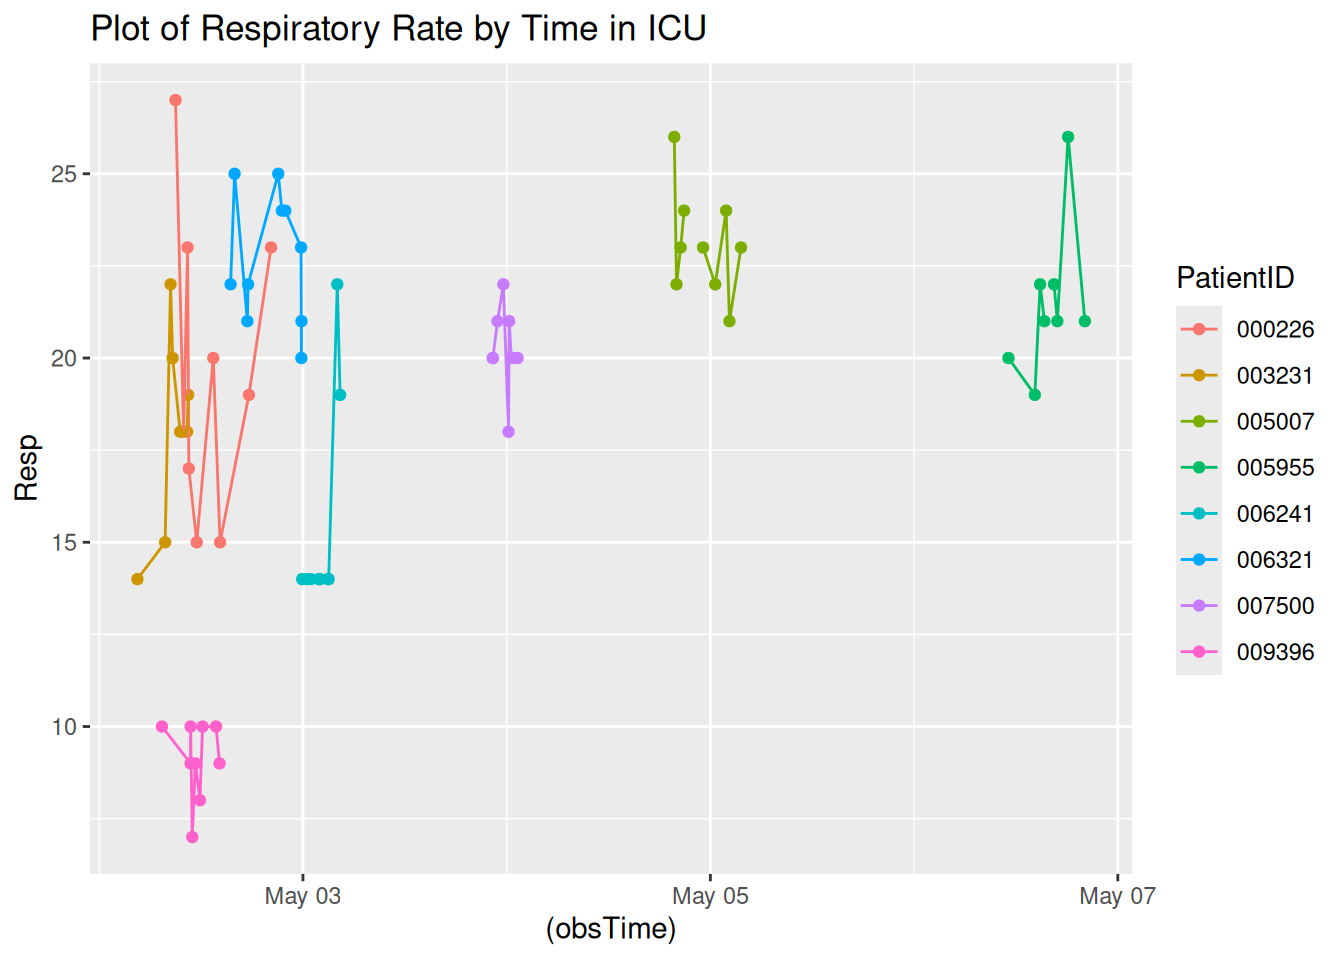 Plot of Respiratory Rate by Time in ICU
Resp
25
20
15
10
May 03
May 05
May 07
(obsTime)
PatientID
000226
003231
005007
005955
006241
006321
007500
009396